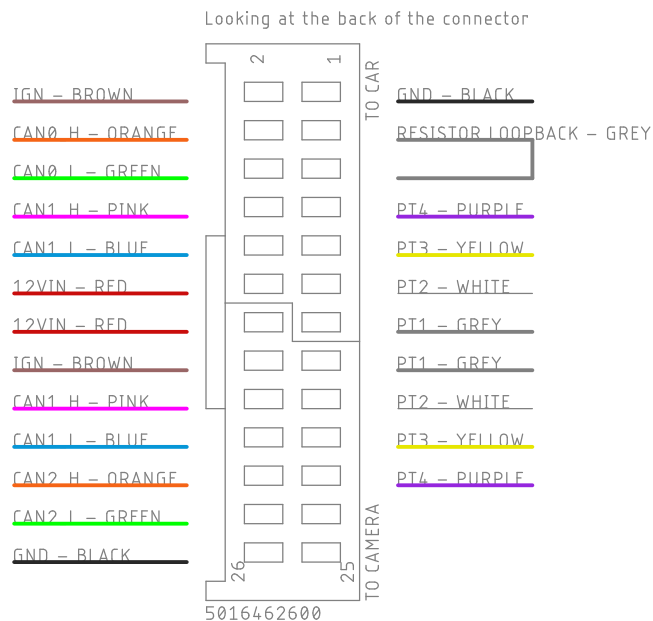 Looking at the back of the connector
2 1
TO CAR
IGN – BROWN
GND – BLACK
CAN0 H – ORANGE
RESISTOR LOOPBACK – GREY
CAN0 L – GREEN
CAN1 H – PINK
PT4 – PURPLE
CAN1 L – BLUE
PT3 – YELLOW
12VIN – RED
PT2 – WHITE
12VIN – RED
PT1 – GREY
IGN – BROWN
PT1 – GREY
CAN1 H – PINK
PT2 – WHITE
CAN1 L – BLUE
PT3 – YELLOW
CAN2 H – ORANGE
PT4 – PURPLE
CAN2 L – GREEN
GND – BLACK
TO CAMERA
26 25
5016462600